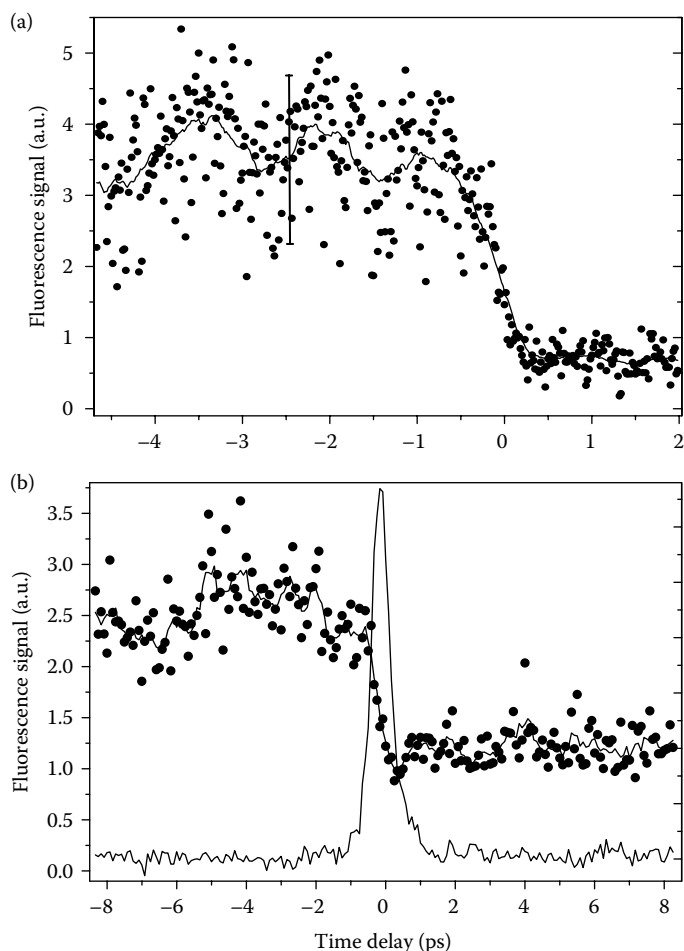 (a)
Fluorescence signal (a.u.)
5
4
3
2
1
0
−4 −3 −2 −1 0 1 2
(b)
Fluorescence signal (a.u.)
3.5
3.0
2.5
2.0
1.5
1.0
0.5
0.0
−8 −6 −4 −2 0 2 4 6 8
Time delay (ps)